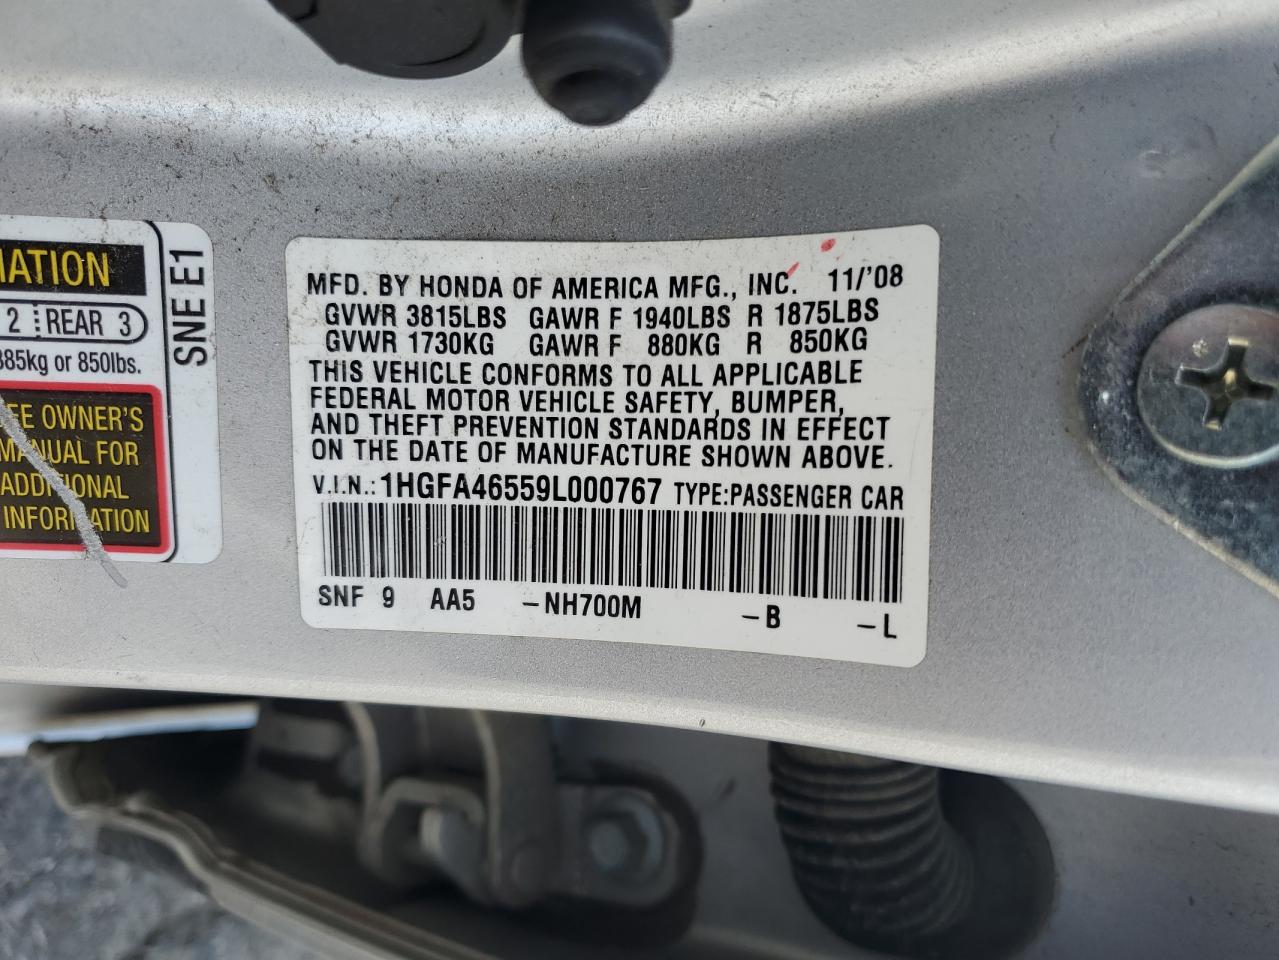 MATION
2 REAR 3
385kg or 850lbs.
SEE OWNER'S
MANUAL FOR
ADDITIONAL
INFORMATION
SNE E1
MFD. BY HONDA OF AMERICA MFG., INC. 11/'08
GVWR 3815LBS GAWR F 1940LBS R 1875LBS
GVWR 1730KG GAWR F 880KG R 850KG
THIS VEHICLE CONFORMS TO ALL APPLICABLE
FEDERAL MOTOR VEHICLE SAFETY, BUMPER,
AND THEFT PREVENTION STANDARDS IN EFFECT
ON THE DATE OF MANUFACTURE SHOWN ABOVE.
V.I.N.: 1HGFA46559L000767 TYPE:PASSENGER CAR
SNF 9 AA5 -NH700M -B -L